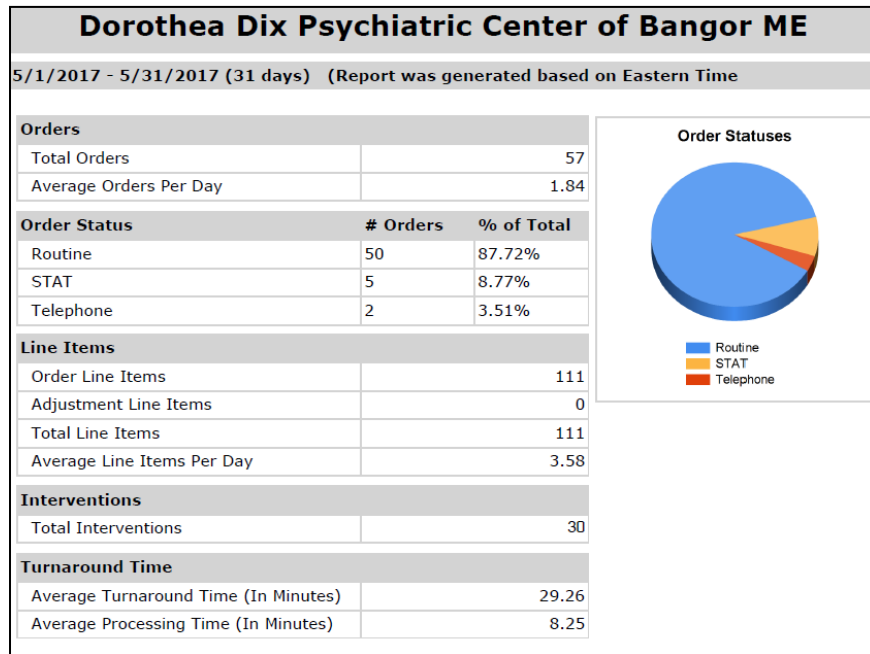 Dorothea Dix Psychiatric Center of Bangor ME
5/1/2017 - 5/31/2017 (31 days) (Report was generated based on Eastern Time
Orders
Total Orders 57
Average Orders Per Day 1.84
Order Status # Orders % of Total
Routine 50 87.72%
STAT 5 8.77%
Telephone 2 3.51%
Line Items
Order Line Items 111
Adjustment Line Items 0
Total Line Items 111
Average Line Items Per Day 3.58
Interventions
Total Interventions 30
Turnaround Time
Average Turnaround Time (In Minutes) 29.26
Average Processing Time (In Minutes) 8.25
Order Statuses
Routine
STAT
Telephone